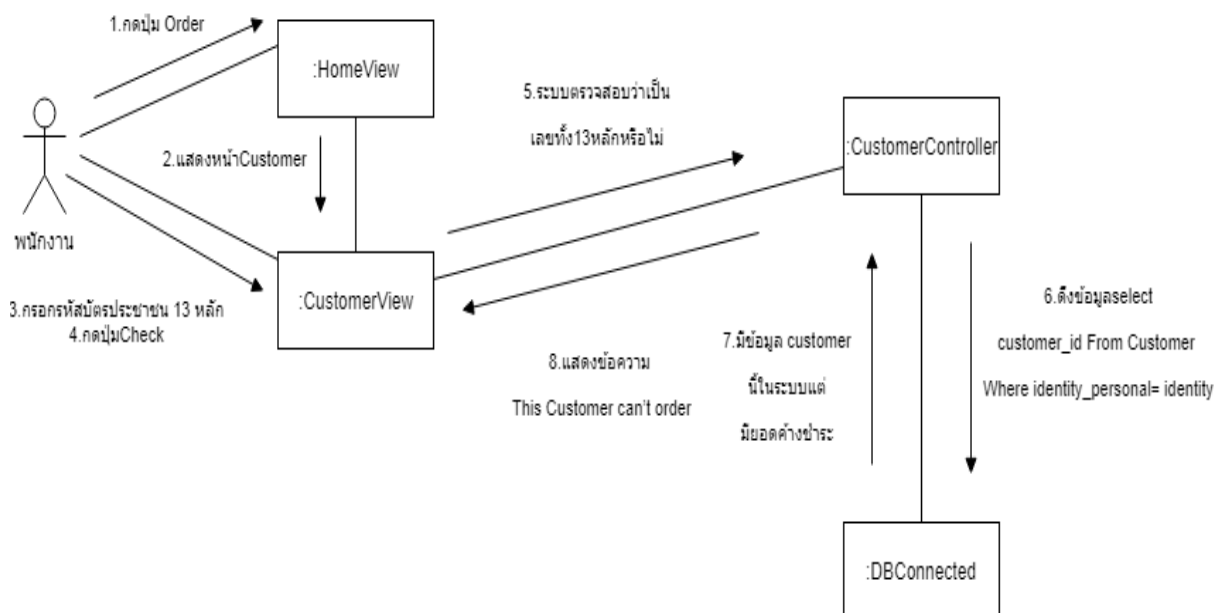 1.กดปุ่ม Order
:HomeView
5.ระบบตรวจสอบว่าเป็น
เลขทั้ง13หลักหรือไม่
:CustomerController
2.แสดงหน้าCustomer
พนักงาน
:CustomerView
3.กรอกรหัสบัตรประชาชน 13 หลัก
4.กดปุ่มCheck
8.แสดงข้อความ
This Customer can't order
7.มีข้อมูล customer
นี้ในระบบแต่
มียอดค้างชำระ
6.ดึงข้อมูลselect
customer_id From Customer
Where identity_personal= identity
:DBConnected